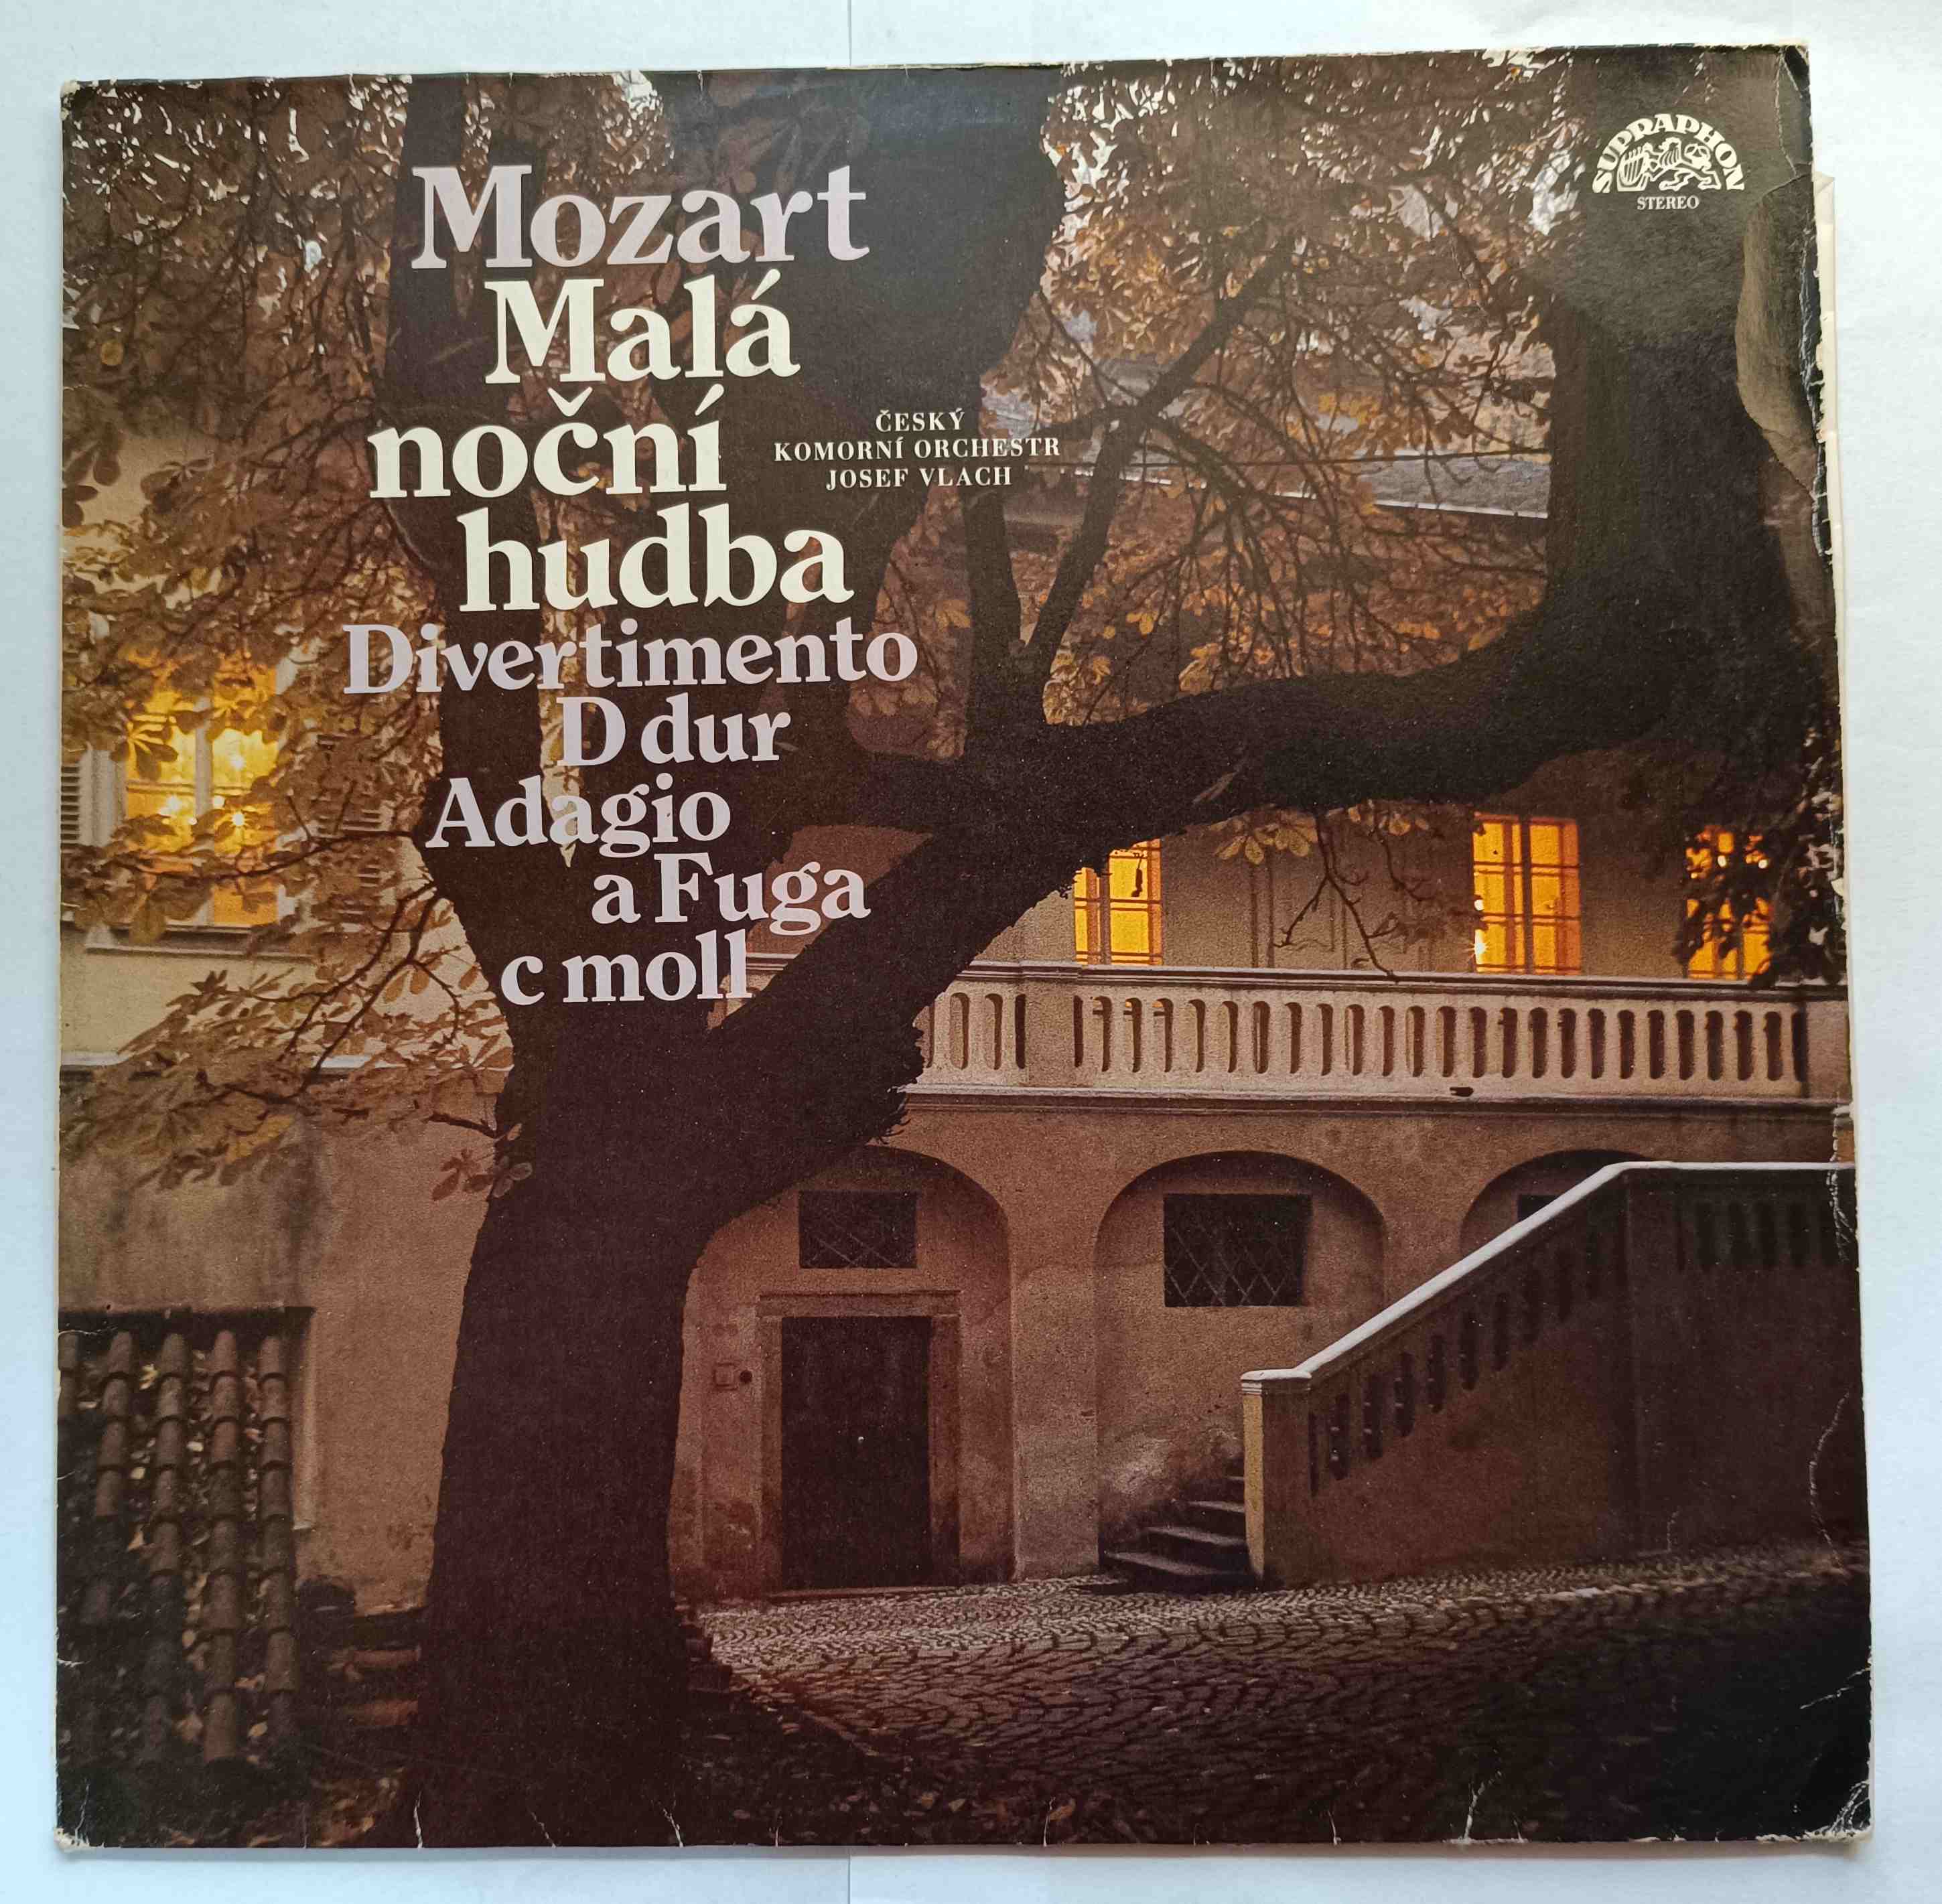 SUPRAPHON
STEREO
Mozart
Malá
noční
hudba
ČESKÝ
KOMORNÍ ORCHESTR
JOSEF VLACH
Divertimento
D dur
Adagio
a Fuga
c moll